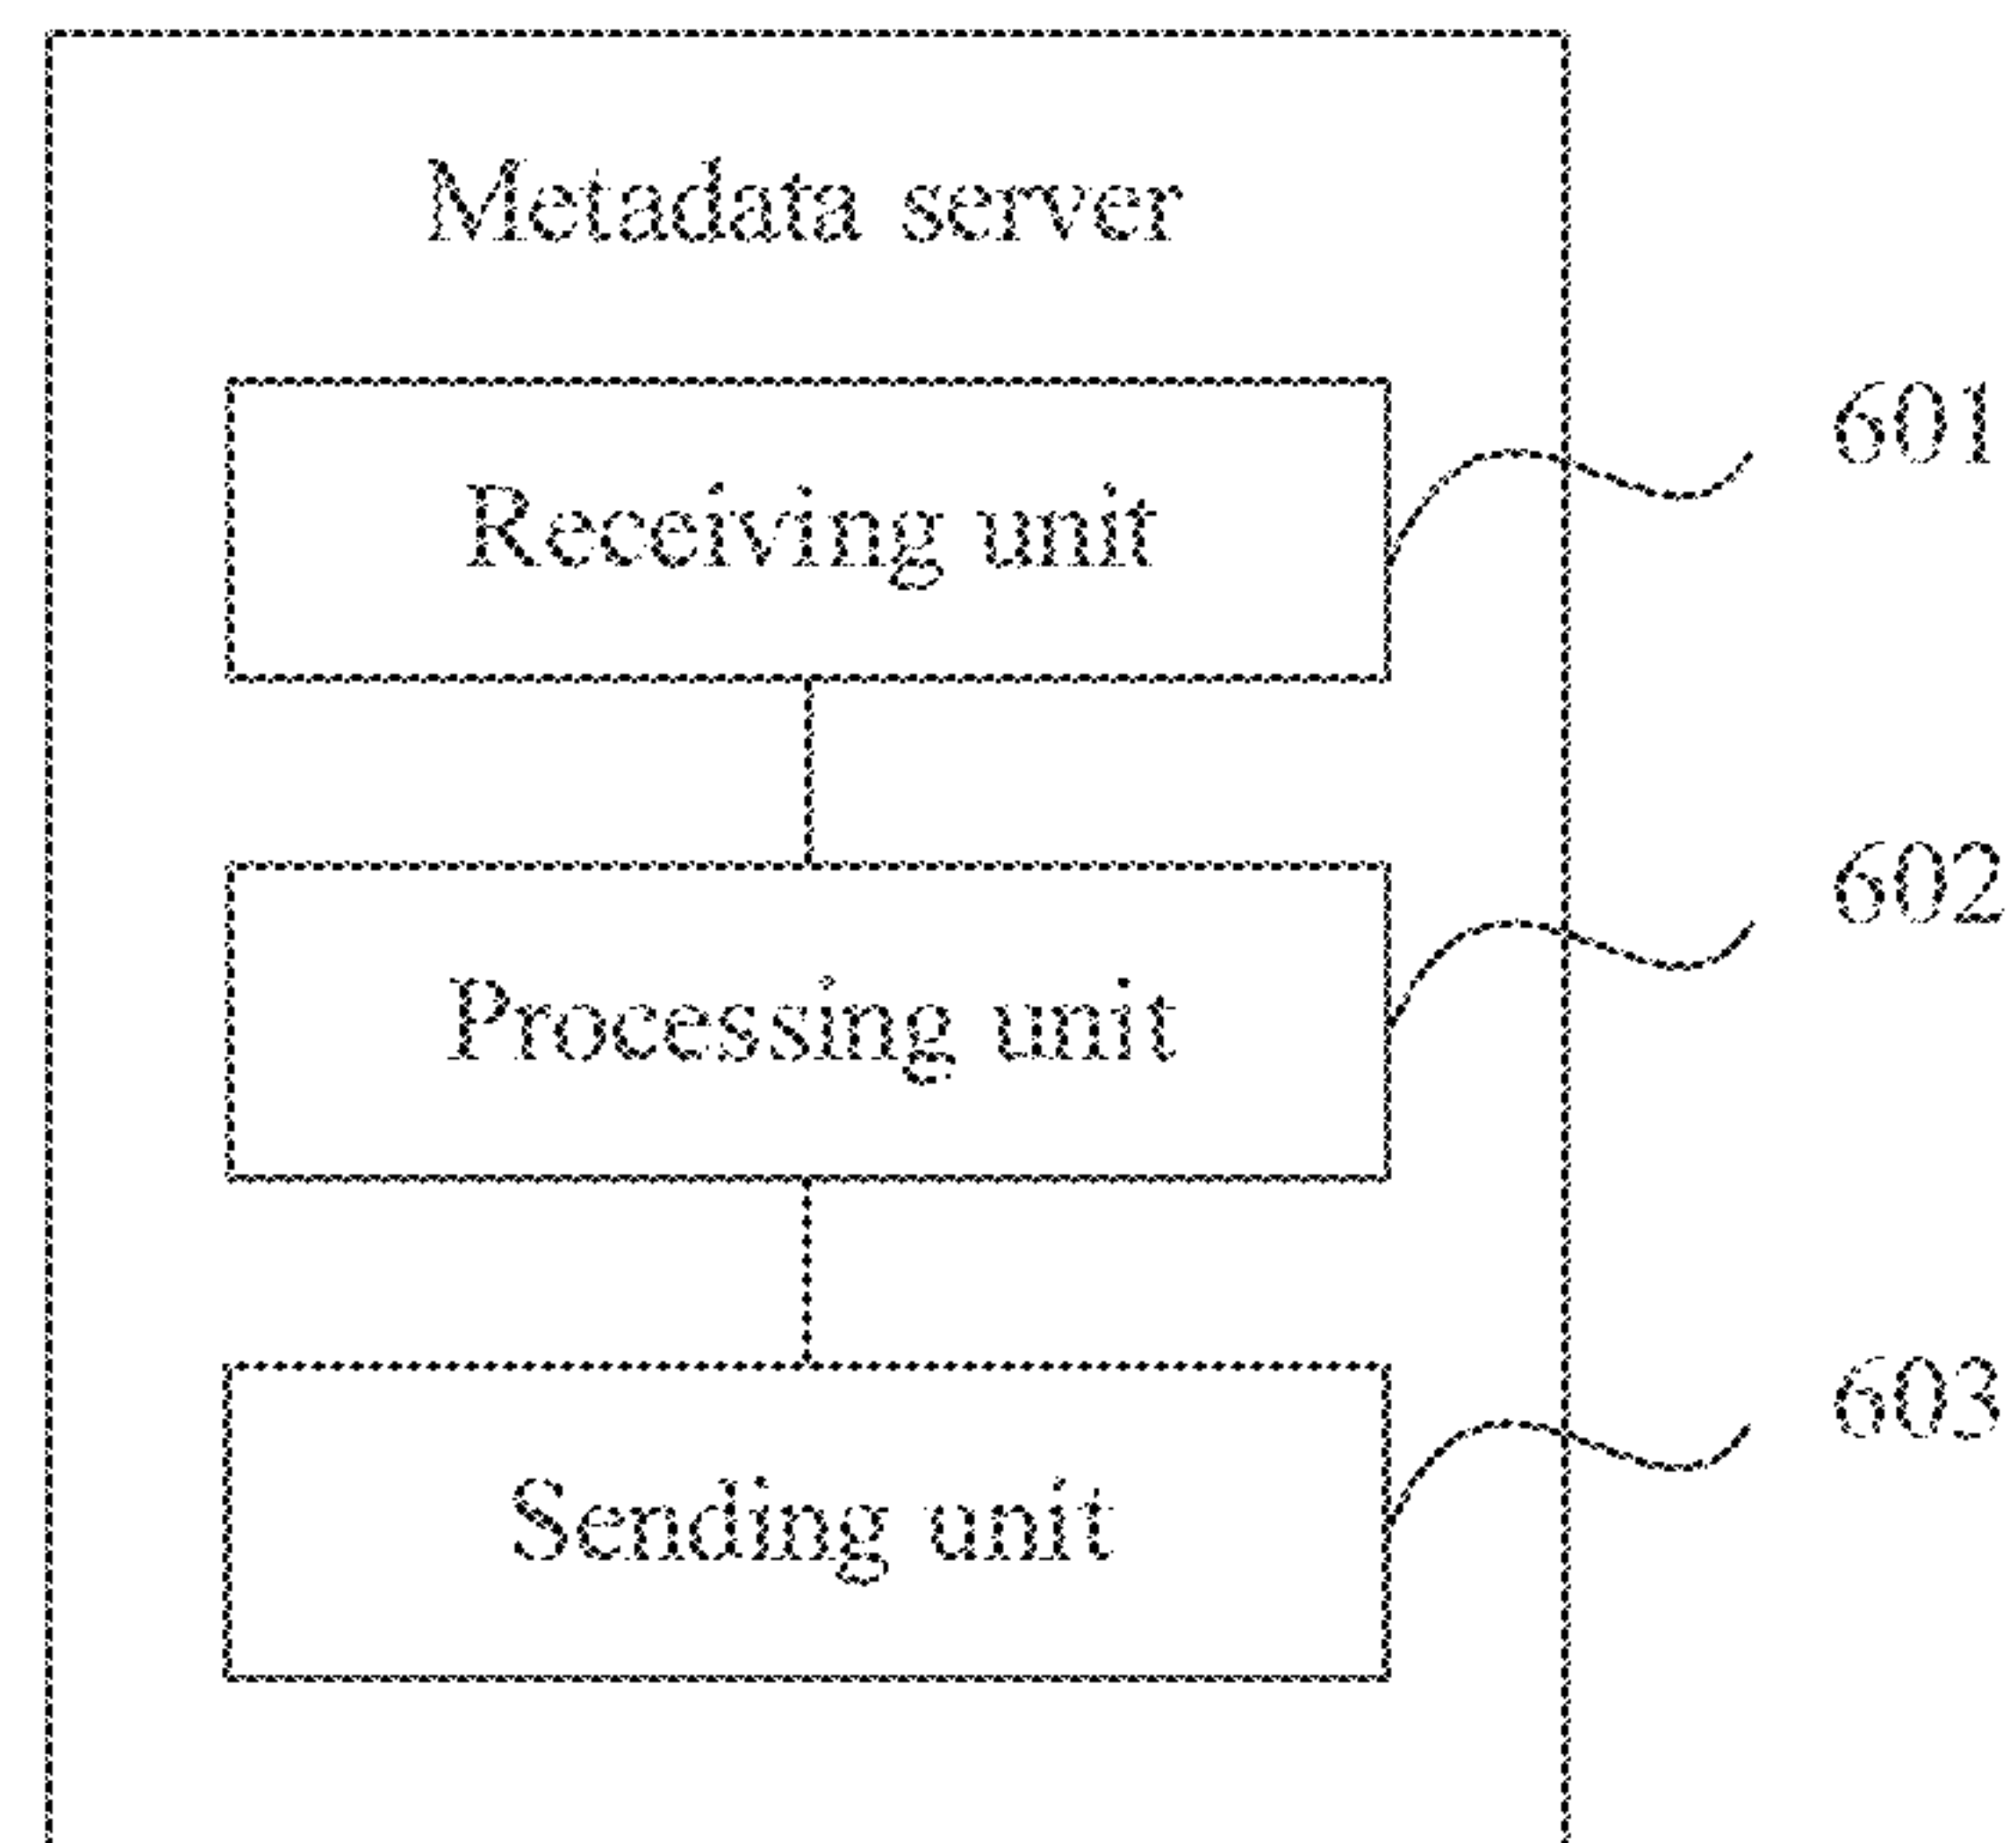 Metadata server
Receiving unit
601
Processing unit
602
Sending unit
603